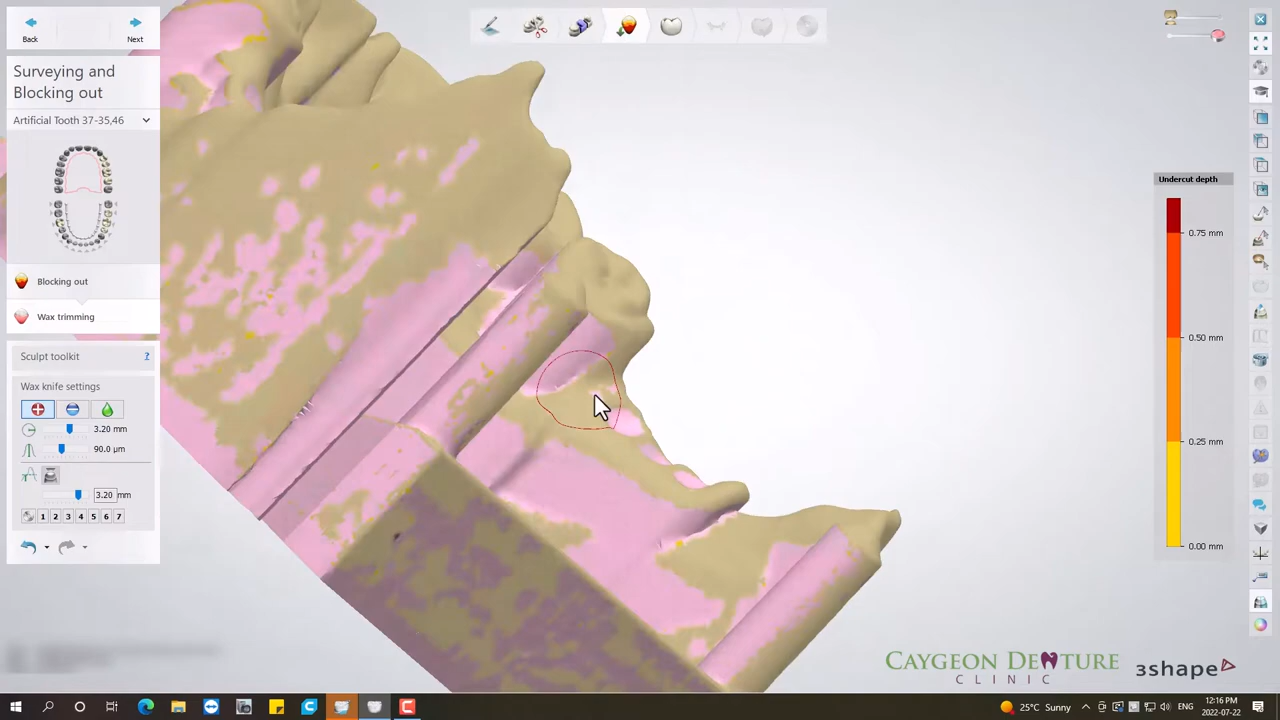 Back
Next
Surveying and
Blocking out
Artificial Tooth 37-35,46
Blocking out
Wax trimming
Sculpt toolkit
?
Wax knife settings
3.20 mm
90.0 µm
3.20 mm
1 2 3 4 5 6 7
Undercut depth
0.75 mm
0.50 mm
0.25 mm
0.00 mm
CAYGEON DENTURE
CLINIC
3shape
25°C Sunny
ENG
12:16 PM
2022-07-22